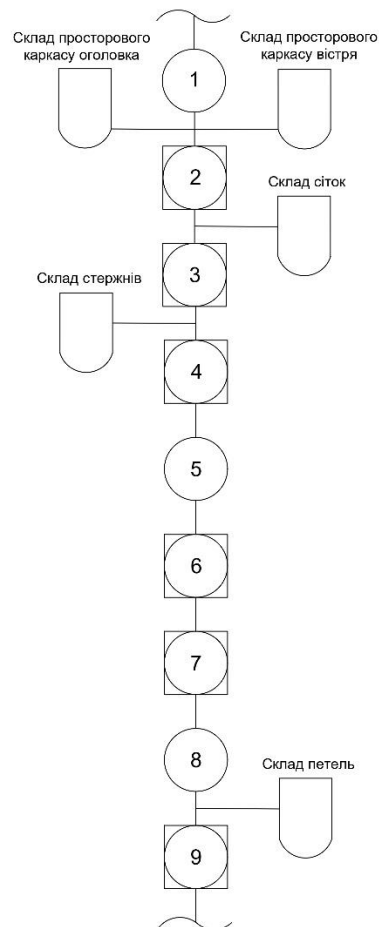 Склад просторового
каркасу оголовка
Склад просторового
каркасу вістря
1
2
Склад сіток
3
Склад стержнів
4
5
6
7
8
Склад петель
9